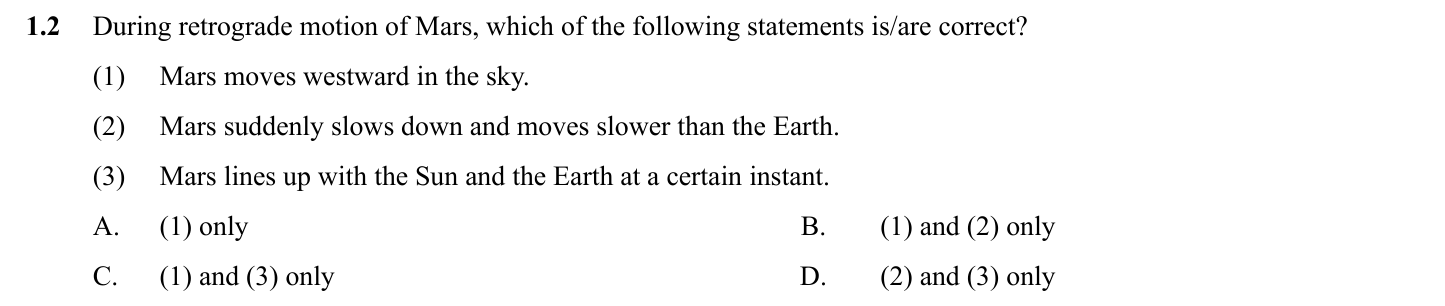 1.2 During retrograde motion of Mars, which of the following statements is/are correct?
(1) Mars moves westward in the sky.
(2) Mars suddenly slows down and moves slower than the Earth.
(3) Mars lines up with the Sun and the Earth at a certain instant.
A. (1) only B. (1) and (2) only
C. (1) and (3) only D. (2) and (3) only